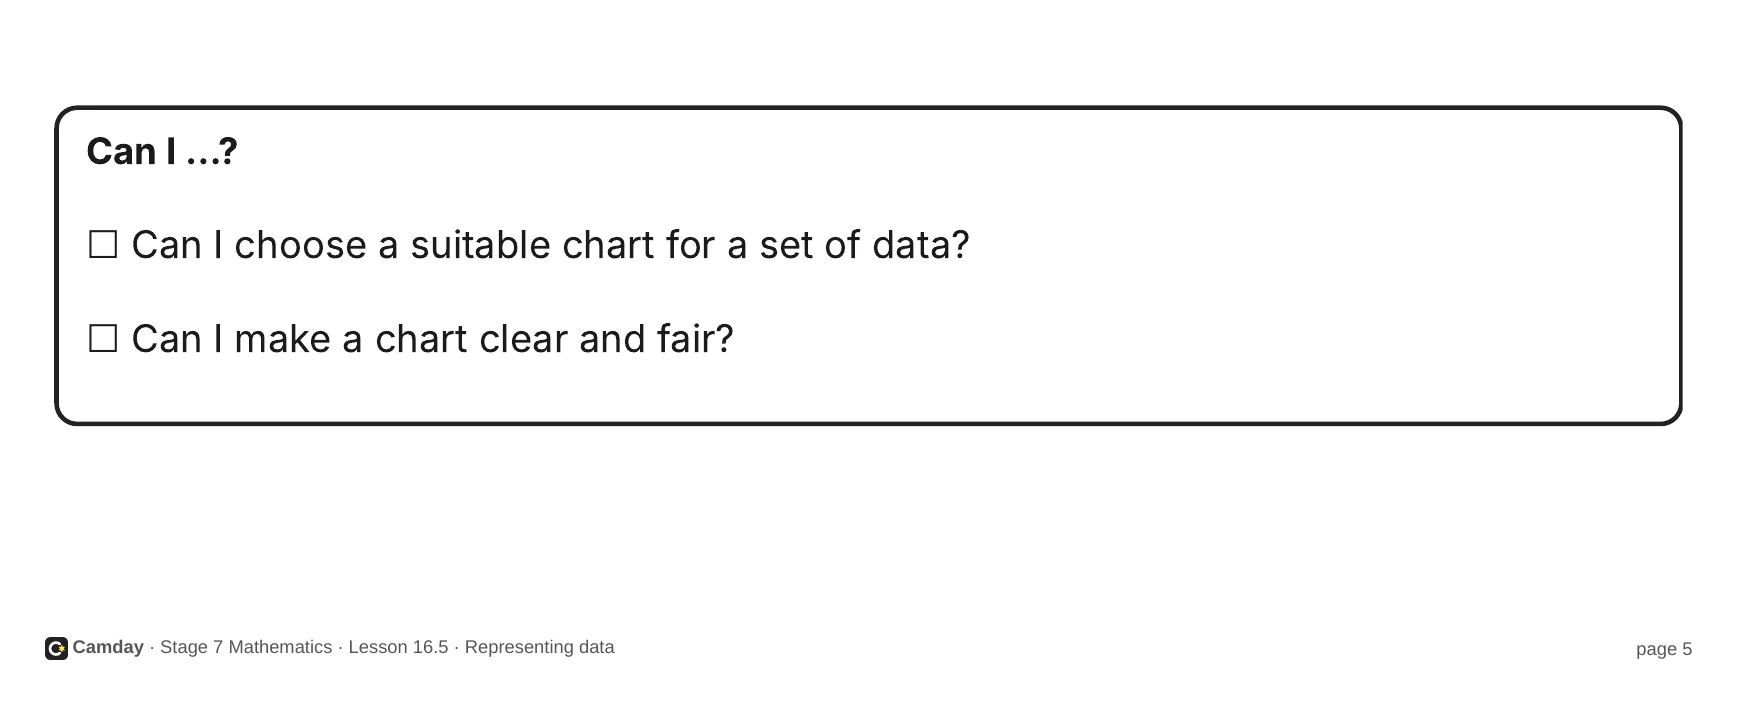 Can I …?
☐ Can I choose a suitable chart for a set of data?
☐ Can I make a chart clear and fair?
Camday · Stage 7 Mathematics · Lesson 16.5 · Representing data
page 5